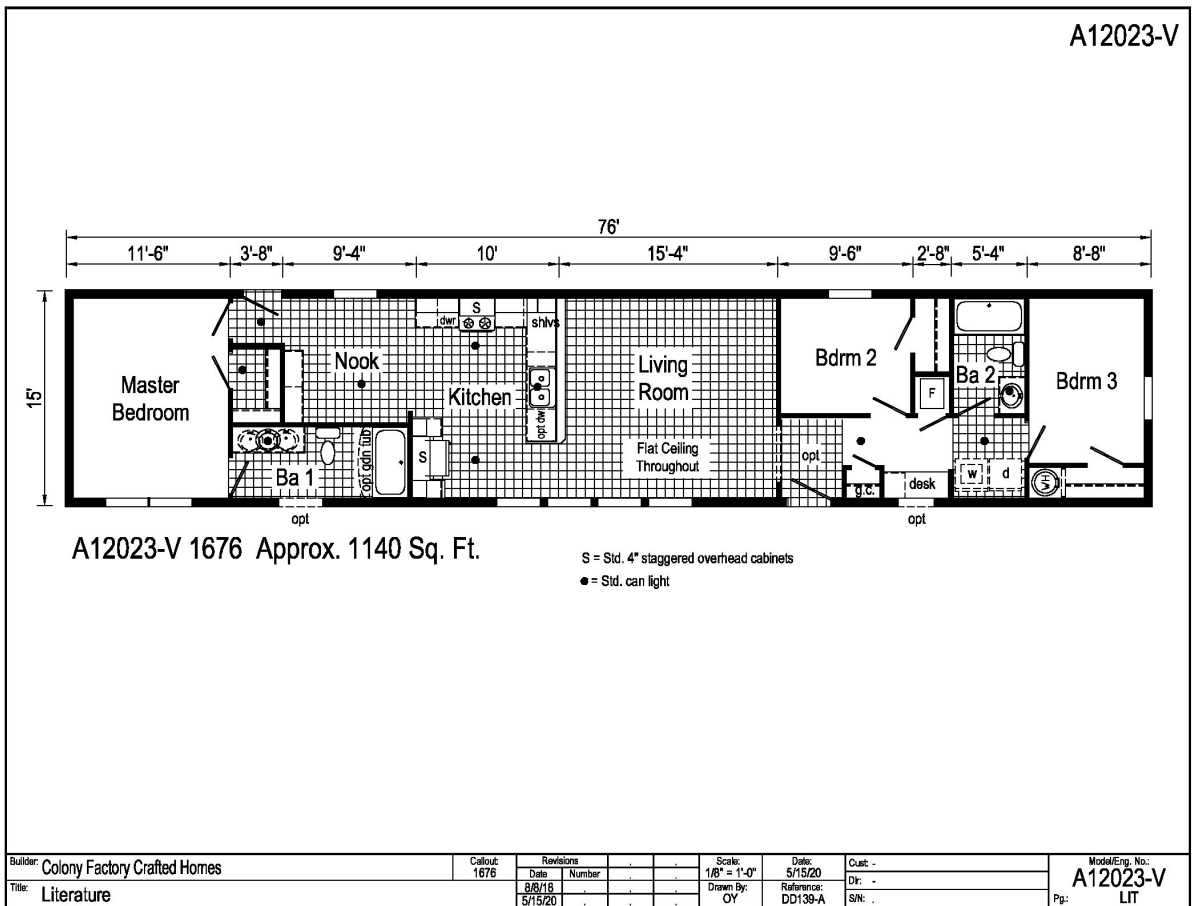 A12023-V
76'
11'-6" 3'-8" 9'-4" 10' 15'-4" 9'-6" 2'-8" 5'-4" 8'-8"
15'
S
dwr
shlvs
Nook
Living
Room
Bdrm 2
Ba 2
Bdrm 3
Master
Bedroom
Kitchen
F
opt dw
opt gdn tub
S
Flat Ceiling
Throughout
opt
Ba 1
g.c.
desk
w
d
WH
opt
opt
A12023-V 1676 Approx. 1140 Sq. Ft.
S = Std. 4" staggered overhead cabinets
● = Std. can light
Builder: Colony Factory Crafted Homes
Title: Literature
Callout:
1676
Revisions
Date Number
8/8/18
5/15/20
Scale:
1/8" = 1'-0"
Drawn By:
OY
Date:
5/15/20
Reference:
DD139-A
Cust: -
Dlr: -
S/N: .
Model/Eng. No.:
A12023-V
Pg.: LIT